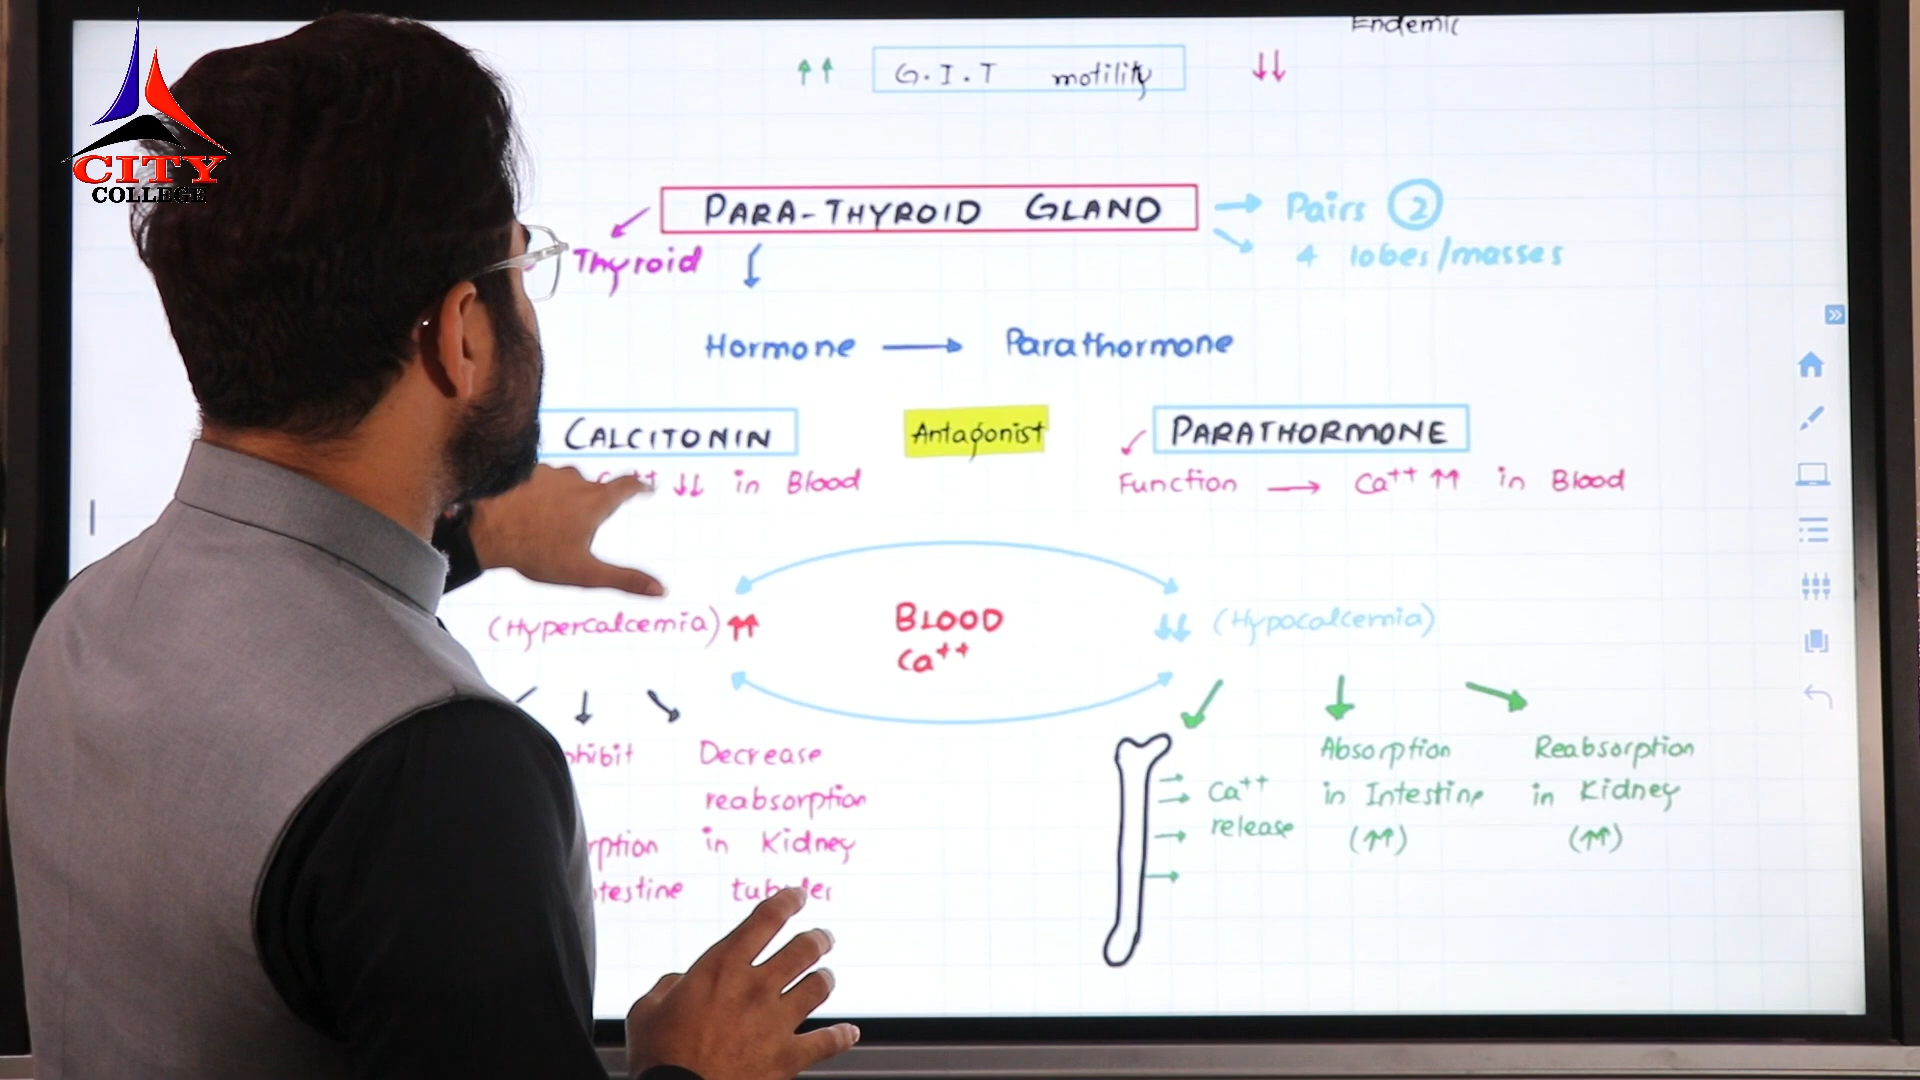 CITY
COLLEGE
Endemic
↑↑ G.I.T motility ↓↓
PARA-THYROID GLAND → Pairs 2
Thyroid 4 lobes/masses
Hormone → Parathormone
CALCITONIN Antagonist PARATHORMONE
↓↓ in Blood Function → Ca++ ↑↑ in Blood
(Hypercalcemia) ↑↑ BLOOD ↓↓ (Hypocalcemia)
Ca++
Decrease
reabsorption
in Kidney
Ca++
release
Absorption
in Intestine
(↑↑)
Reabsorption
in Kidney
(↑↑)